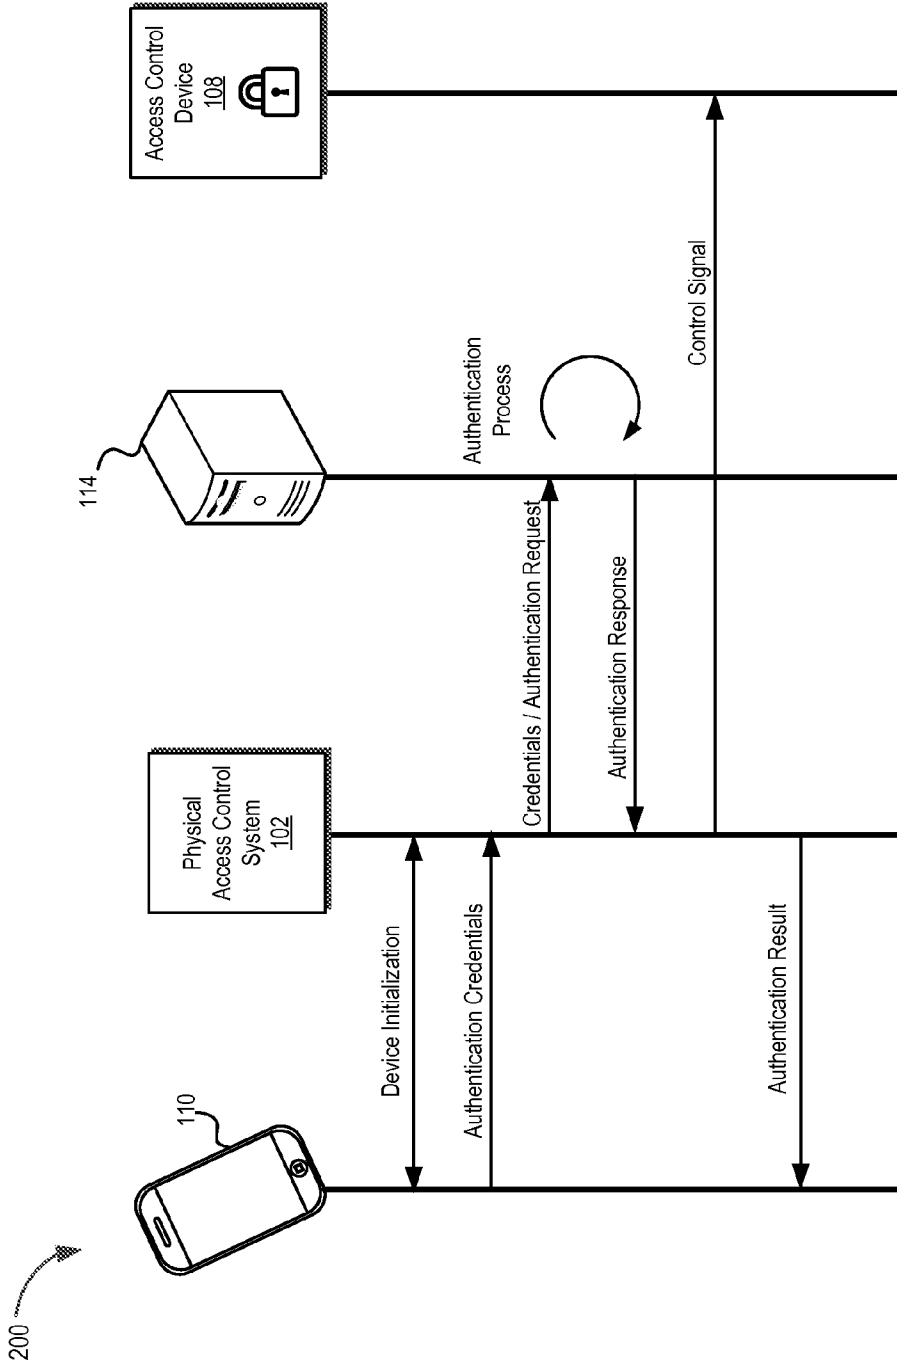 200
110
Physical
Access Control
System
102
114
Access Control
Device
108
Device Initialization
Authentication Credentials
Credentials / Authentication Request
Authentication
Process
Authentication Response
Control Signal
Authentication Result